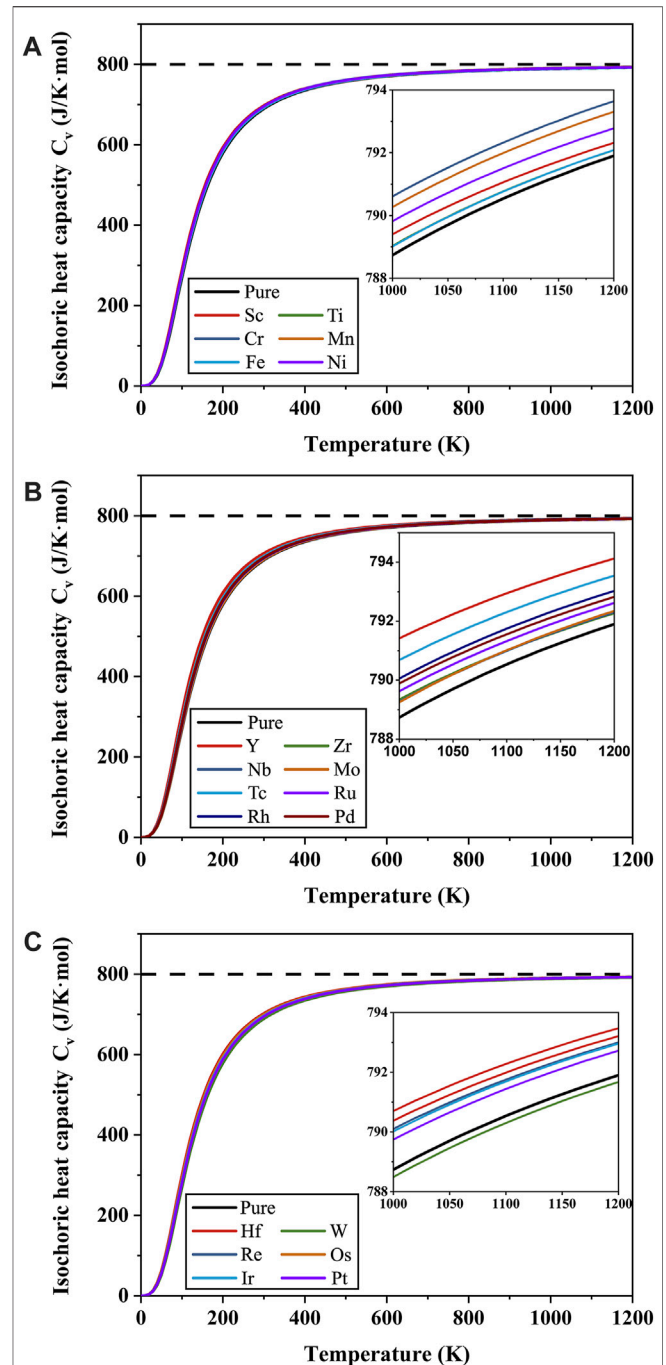 A
Isochoric heat capacity Cv (J/K·mol)
800
600
400
200
0
794
792
790
788
1000 1050 1100 1150 1200
Pure
Sc Ti
Cr Mn
Fe Ni
0 200 400 600 800 1000 1200
Temperature (K)
B
Isochoric heat capacity Cv (J/K·mol)
800
600
400
200
0
794
792
790
788
1000 1050 1100 1150 1200
Pure
Y Zr
Nb Mo
Tc Ru
Rh Pd
0 200 400 600 800 1000 1200
Temperature (K)
C
Isochoric heat capacity Cv (J/K·mol)
800
600
400
200
0
794
792
790
788
1000 1050 1100 1150 1200
Pure
Hf W
Re Os
Ir Pt
0 200 400 600 800 1000 1200
Temperature (K)